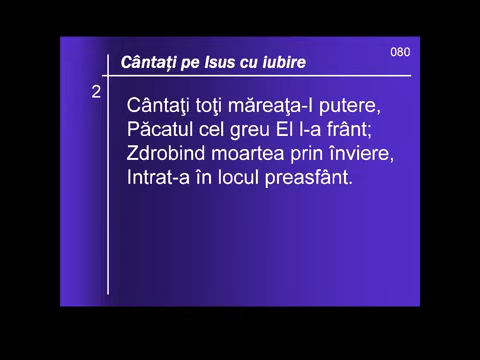 080
Cântați pe Isus cu iubire
2
Cântaţi toţi măreaţa-I putere,
Păcatul cel greu El l-a frânt;
Zdrobind moartea prin înviere,
Intrat-a în locul preasfânt.